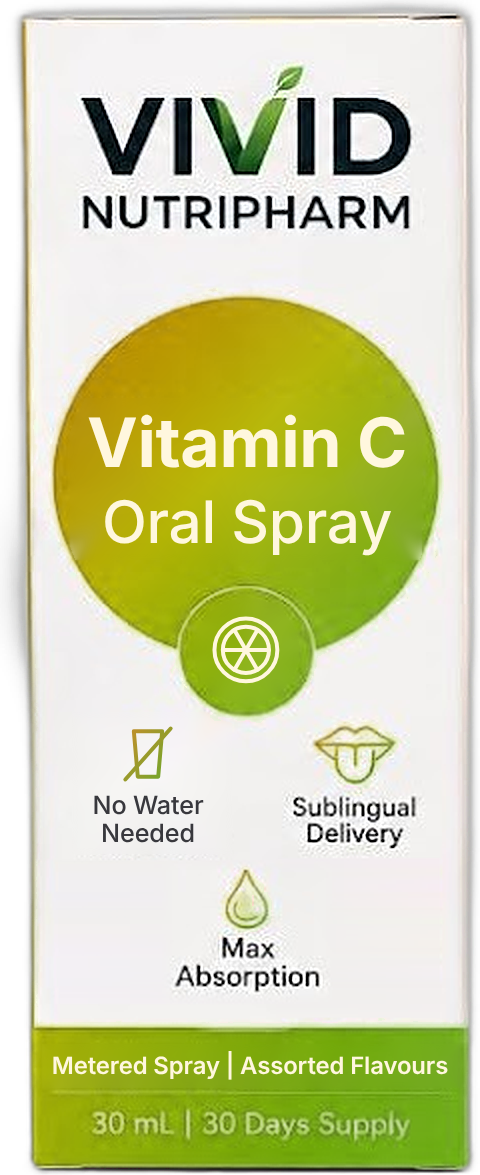 VIVID
NUTRIPHARM
Vitamin C
Oral Spray
No Water
Needed
Sublingual
Delivery
Max
Absorption
Metered Spray | Assorted Flavours
30 mL | 30 Days Supply